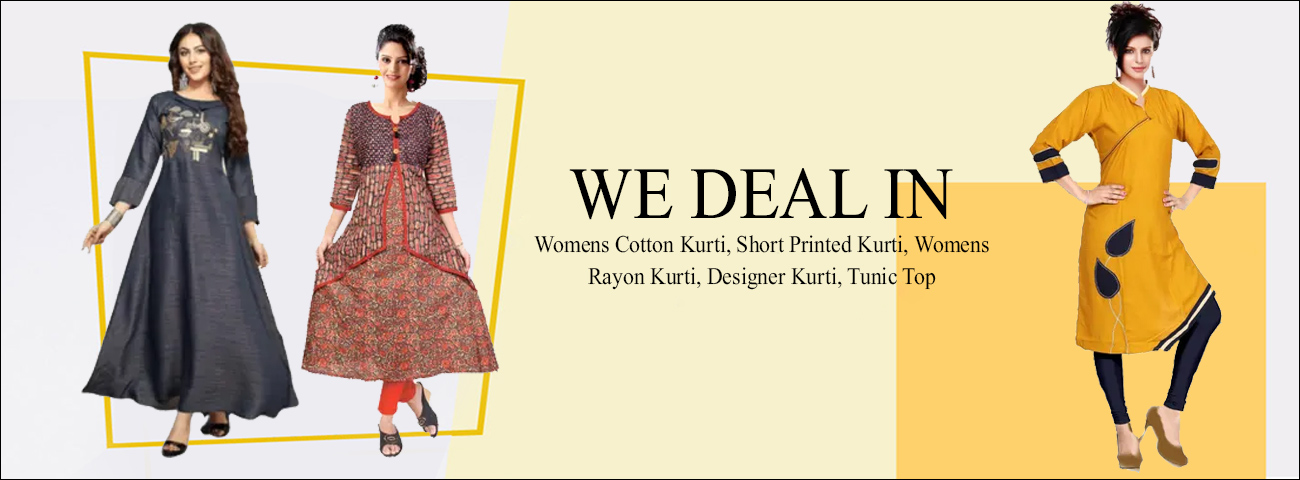 WE DEAL IN
Womens Cotton Kurti, Short Printed Kurti, Womens
Rayon Kurti, Designer Kurti, Tunic Top